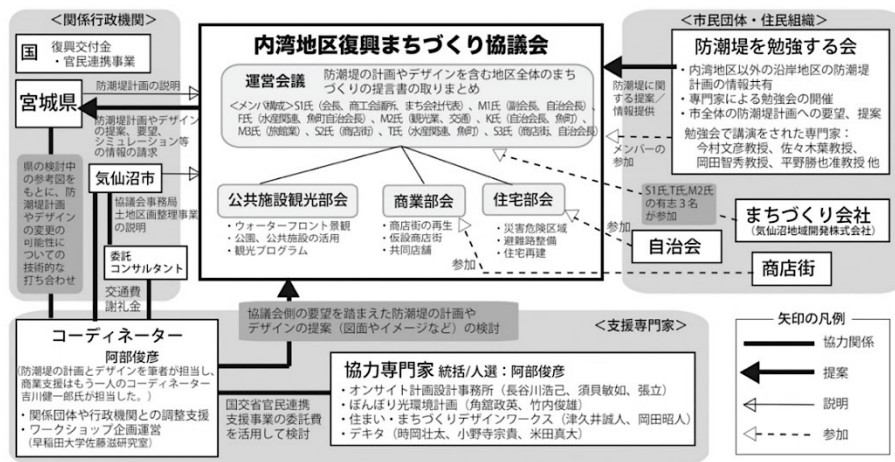 <関係行政機関>
国
復興交付金
・官民連携事業
宮城県
防潮堤計画の説明
防潮堤計画やデザインの
提案、要望、
シミュレーション等
の情報の請求
県の検討中
の参考図を
もとに、防潮堤
計画や
デザインの変更の
可能性に
ついての
技術的な
打ち合わせ
気仙沼市
協議会事務局
土地区画整理事業
の説明
委託
コンサルタント
交通費
謝礼金
内湾地区復興まちづくり協議会
運営会議
防潮堤の計画やデザインを含む地区全体のまち
づくりの提言書の取りまとめ
<メンバ構成>S1氏(会長、商工会議所、まち会社代表)、M1氏(副会長、自治会長)、
F氏(水産関連、魚町自治会長)、M2氏(観光業、交通)、K氏(自治会長、魚町)、
M3氏(旅館業)、S2氏(商店街)、T氏(水産関連、魚町)、S3氏(商店街、自治会長)
公共施設観光部会
・ウォーターフロント景観
・公園、公共施設の活用
・観光プログラム
商業部会
・商店街の再生
・仮設商店街
・共同店舗
住宅部会
・災害危険区域
・避難路整備
・住宅再建
<市民団体・住民組織>
防潮堤を勉強する会
・内湾地区以外の沿岸地区の防潮堤
計画の情報共有
・専門家による勉強会の開催
・市全体の防潮堤計画への要望、提案
勉強会で講演をされた専門家:
今村文彦教授、佐々木葉教授、
岡田智秀教授、平野勝也准教授 他
防潮堤に関
する提案/
情報提供
メンバーの
参加
S1氏,T氏,M2氏
の有志3名
が参加
まちづくり会社
(気仙沼地域開発株式会社)
参加
自治会
参加
商店街
コーディネーター
阿部俊彦
(防潮堤の計画とデザインを筆者が担当し、
商業支援はもう一人のコーディネーター
吉川健一郎氏が担当した。)
・関係団体や行政機関との調整支援
・ワークショップ企画運営
(早稲田大学佐藤滋研究室)
協議会側の要望を踏まえた防潮堤の計画や
デザインの提案(図面やイメージなど)の検討
<支援専門家>
国交省官民連携
支援事業の委託費
を活用して検討
協力専門家 統括/人選:阿部俊彦
・オンサイト計画設計事務所(長谷川浩己、須貝敏如、張立)
・ぼんぼり光環境計画(角舘政英、竹内俊雄)
・住まい・まちづくりデザインワークス(津久井誠人、岡田昭人)
・デキタ(時岡壮太、小野寺宗貴、米田真大)
矢印の凡例
協力関係
提案
説明
参加